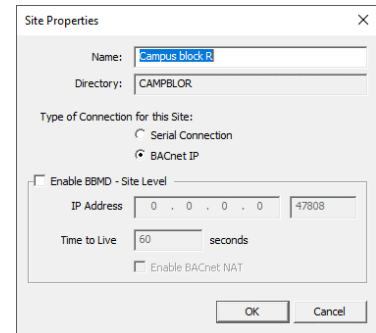 Site Properties
Name: Campus block R
Directory: CAMPBLOR
Type of Connection for this Site:
Serial Connection
BACnet IP
Enable BBMD - Site Level
IP Address 0 . 0 . 0 . 0 47808
Time to Live 60 seconds
Enable BACnet NAT
OK Cancel